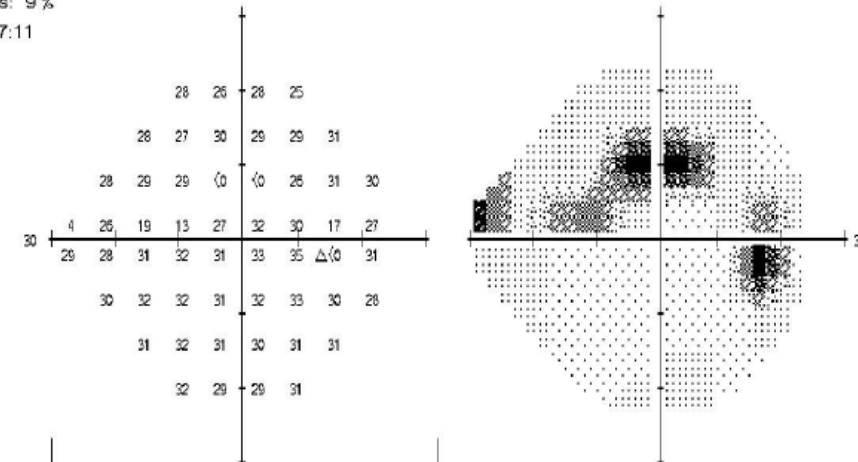 s: 9 %
7:11
28 26 28 25
28 27 30 29 29 31
28 29 29 <0 <0 26 31 30
4 26 19 13 27 32 30 17 27
30
29 28 31 32 31 33 35 △<0 31
30 32 32 31 32 33 30 28
31 32 31 30 31 31
32 29 29 31